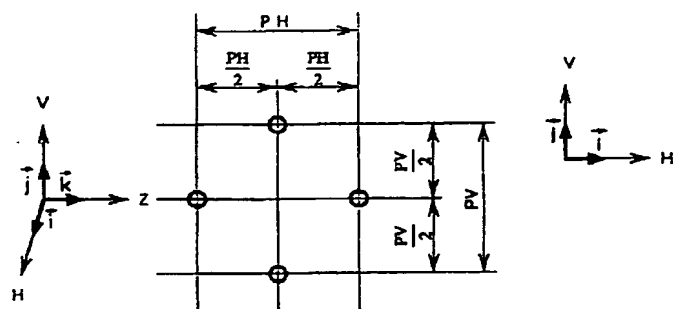 PH
PH/2 PH/2
V
j⃗ k⃗
i⃗
Z
H
PV/2
PV/2
PV
V
j⃗ i⃗
H